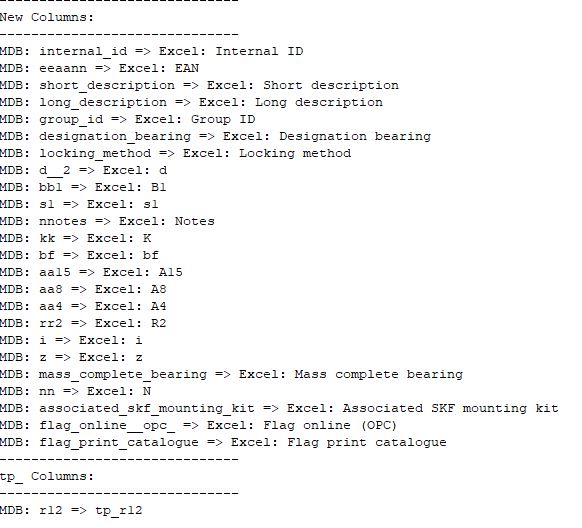 -----------------------------
New Columns:
-----------------------------
MDB: internal_id => Excel: Internal ID
MDB: eeaann => Excel: EAN
MDB: short_description => Excel: Short description
MDB: long_description => Excel: Long description
MDB: group_id => Excel: Group ID
MDB: designation_bearing => Excel: Designation bearing
MDB: locking_method => Excel: Locking method
MDB: d__2 => Excel: d
MDB: bb1 => Excel: B1
MDB: s1 => Excel: s1
MDB: nnotes => Excel: Notes
MDB: kk => Excel: K
MDB: bf => Excel: bf
MDB: aa15 => Excel: A15
MDB: aa8 => Excel: A8
MDB: aa4 => Excel: A4
MDB: rr2 => Excel: R2
MDB: i => Excel: i
MDB: z => Excel: z
MDB: mass_complete_bearing => Excel: Mass complete bearing
MDB: nn => Excel: N
MDB: associated_skf_mounting_kit => Excel: Associated SKF mounting kit
MDB: flag_online__opc_ => Excel: Flag online (OPC)
MDB: flag_print_catalogue => Excel: Flag print catalogue
-----------------------------
tp_ Columns:
-----------------------------
MDB: r12 => tp_r12